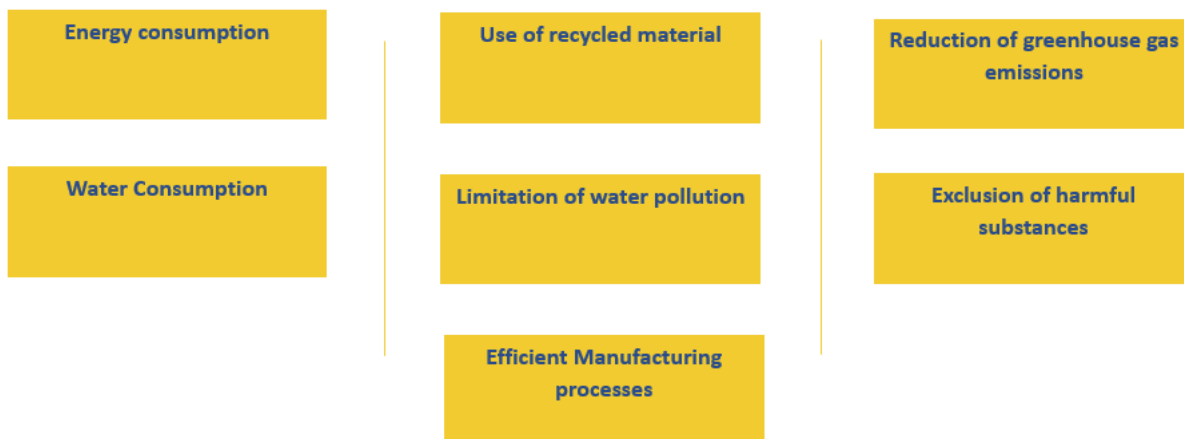 Energy consumption
Use of recycled material
Reduction of greenhouse gas
emissions
Water Consumption
Limitation of water pollution
Exclusion of harmful
substances
Efficient Manufacturing
processes